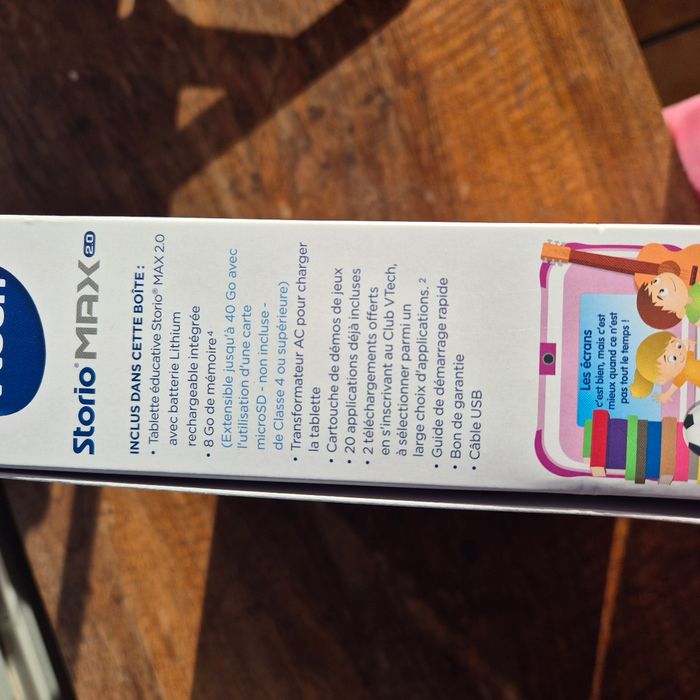 Storio® MAX 2.0
INCLUS DANS CETTE BOÎTE :
• Tablette éducative Storio® MAX 2.0
avec batterie Lithium
rechargeable intégrée
• 8 Go de mémoire⁴
(Extensible jusqu'à 40 Go avec
l'utilisation d'une carte
microSD - non incluse -
de Classe 4 ou supérieure)
• Transformateur AC pour charger
la tablette
• Cartouche de démos de jeux
• 20 applications déjà incluses
• 2 téléchargements offerts
en s'inscrivant au Club VTech,
à sélectionner parmi un
large choix d'applications.²
• Guide de démarrage rapide
• Bon de garantie
• Câble USB
Les écrans
c'est bien, mais c'est
mieux quand ce n'est
pas tout le temps !